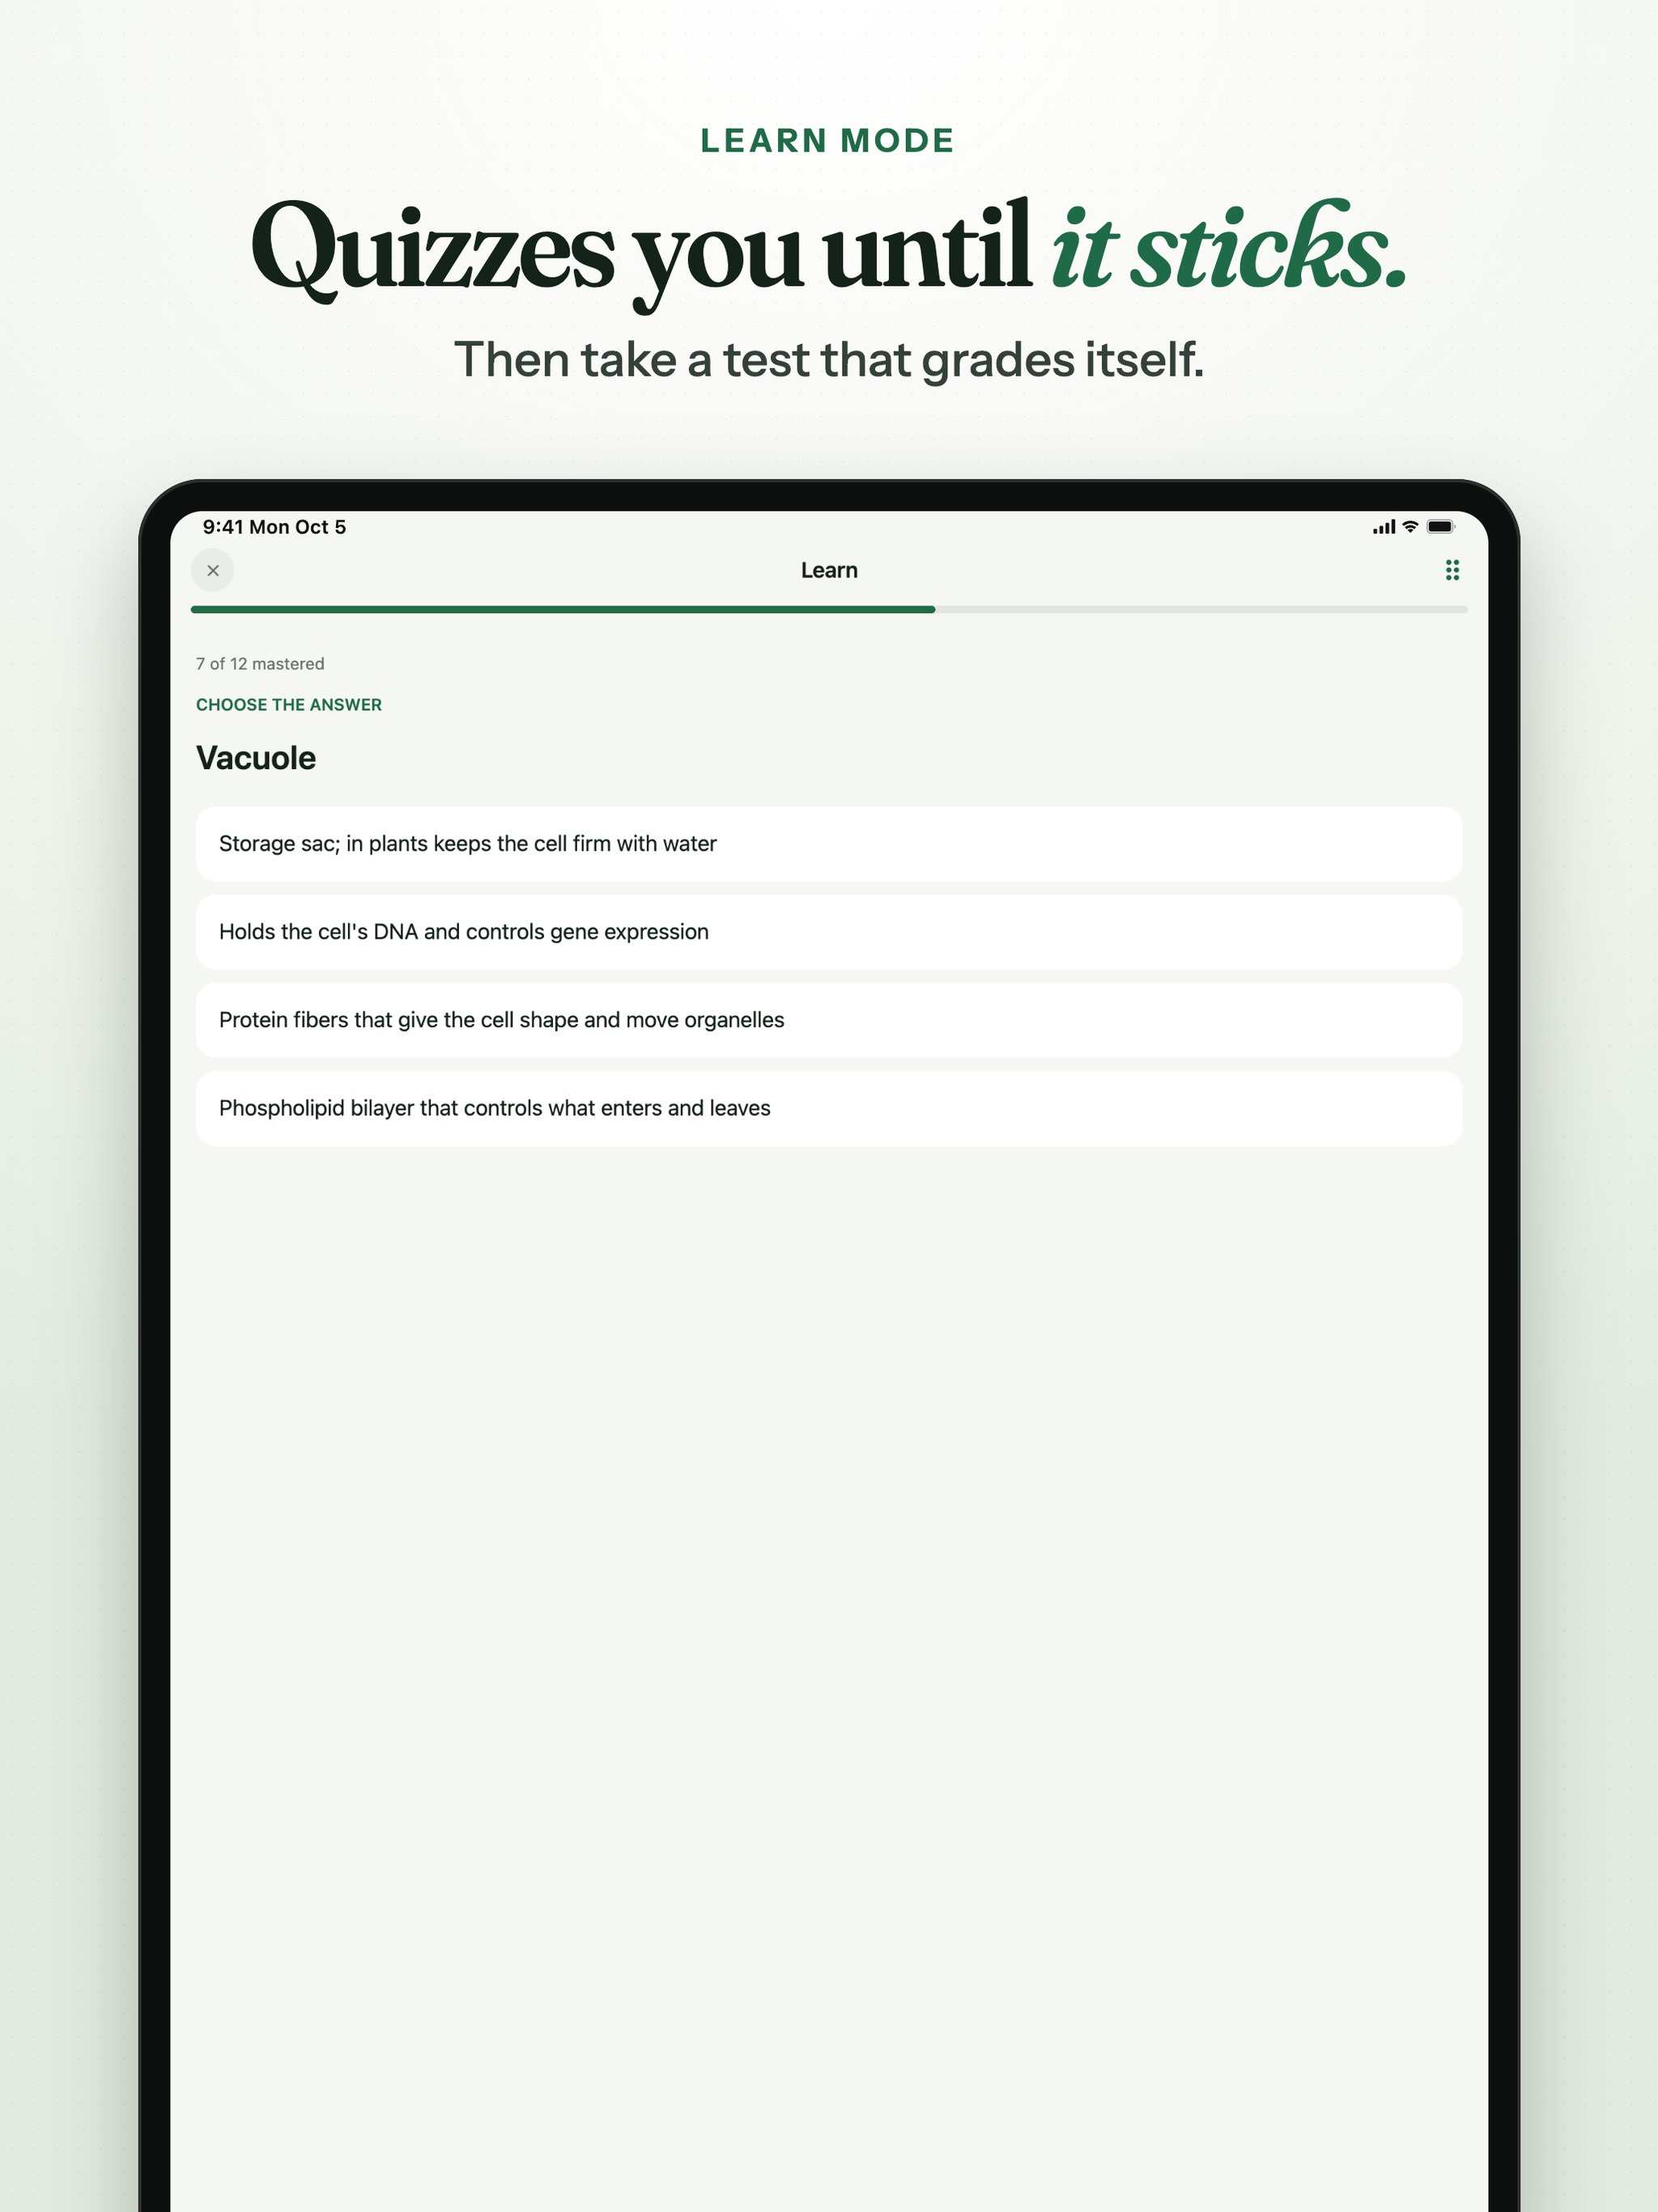 LEARN MODE
Quizzes you until it sticks.
Then take a test that grades itself.
9:41 Mon Oct 5
Learn
7 of 12 mastered
CHOOSE THE ANSWER
Vacuole
Storage sac; in plants keeps the cell firm with water
Holds the cell's DNA and controls gene expression
Protein fibers that give the cell shape and move organelles
Phospholipid bilayer that controls what enters and leaves